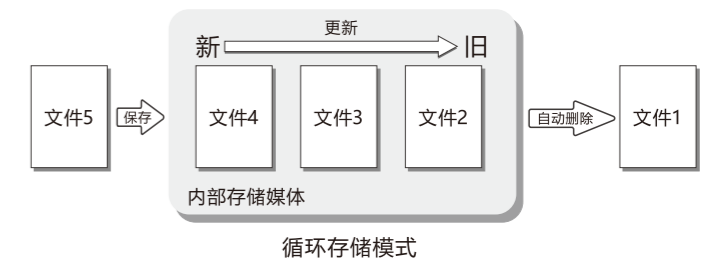 更新
新 旧
文件5
保存
文件4
文件3
文件2
自动删除
文件1
内部存储媒体
循环存储模式